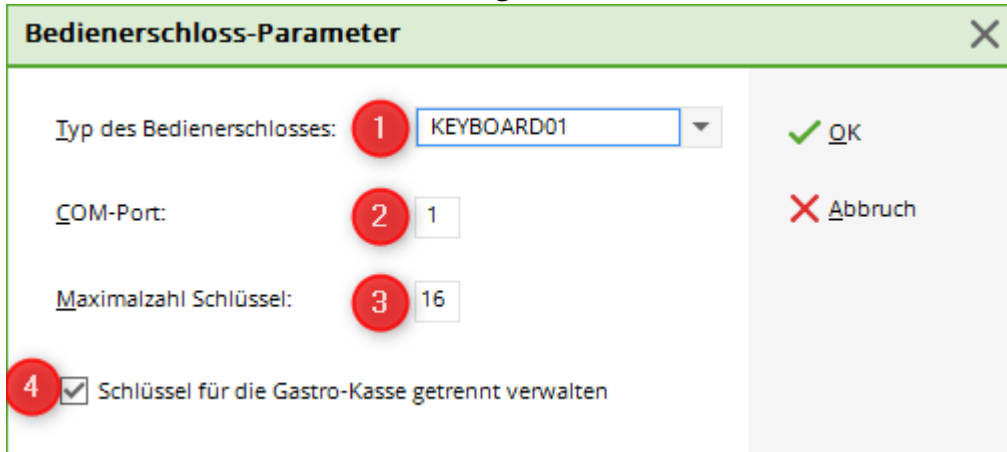 Bedienerschloss-Parameter
Typ des Bedienerschlosses: 1 KEYBOARD01
OK
COM-Port: 2 1
Abbruch
Maximalzahl Schlüssel: 3 16
4 Schlüssel für die Gastro-Kasse getrennt verwalten